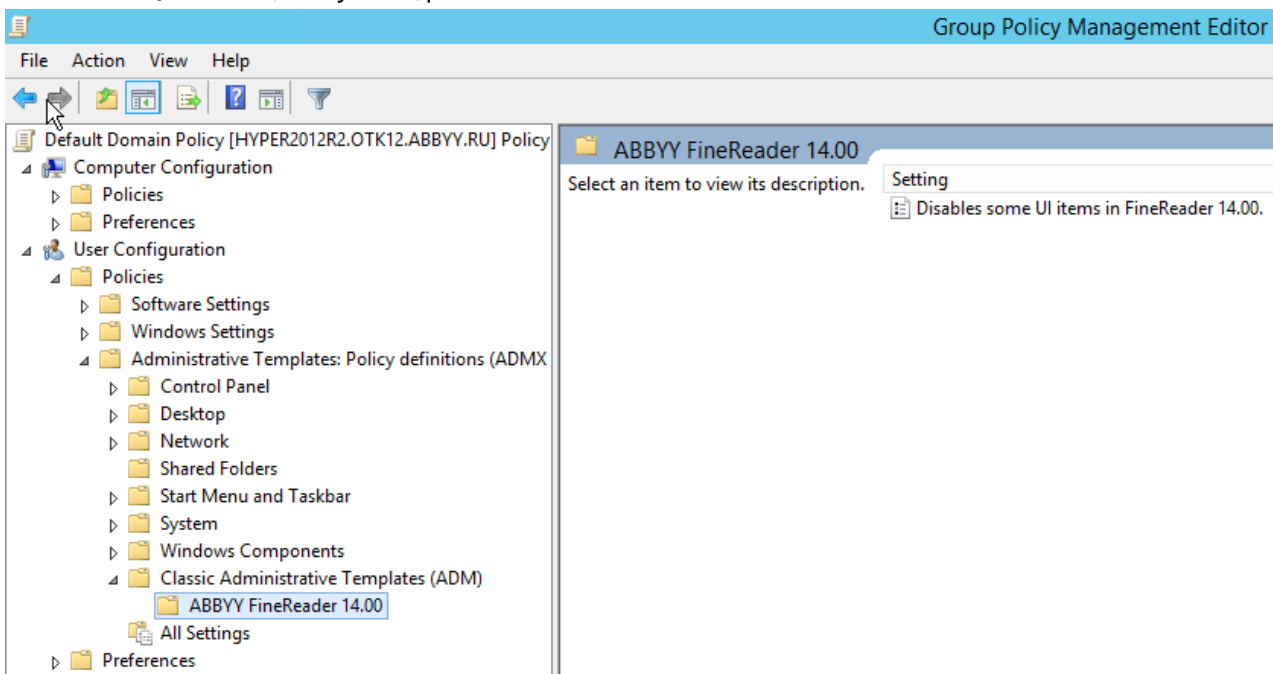 Group Policy Management Editor
File Action View Help
Default Domain Policy [HYPER2012R2.OTK12.ABBYY.RU] Policy
Computer Configuration
Policies
Preferences
User Configuration
Policies
Software Settings
Windows Settings
Administrative Templates: Policy definitions (ADMX
Control Panel
Desktop
Network
Shared Folders
Start Menu and Taskbar
System
Windows Components
Classic Administrative Templates (ADM)
ABBYY FineReader 14.00
All Settings
Preferences
ABBYY FineReader 14.00
Select an item to view its description.
Setting
Disables some UI items in FineReader 14.00.